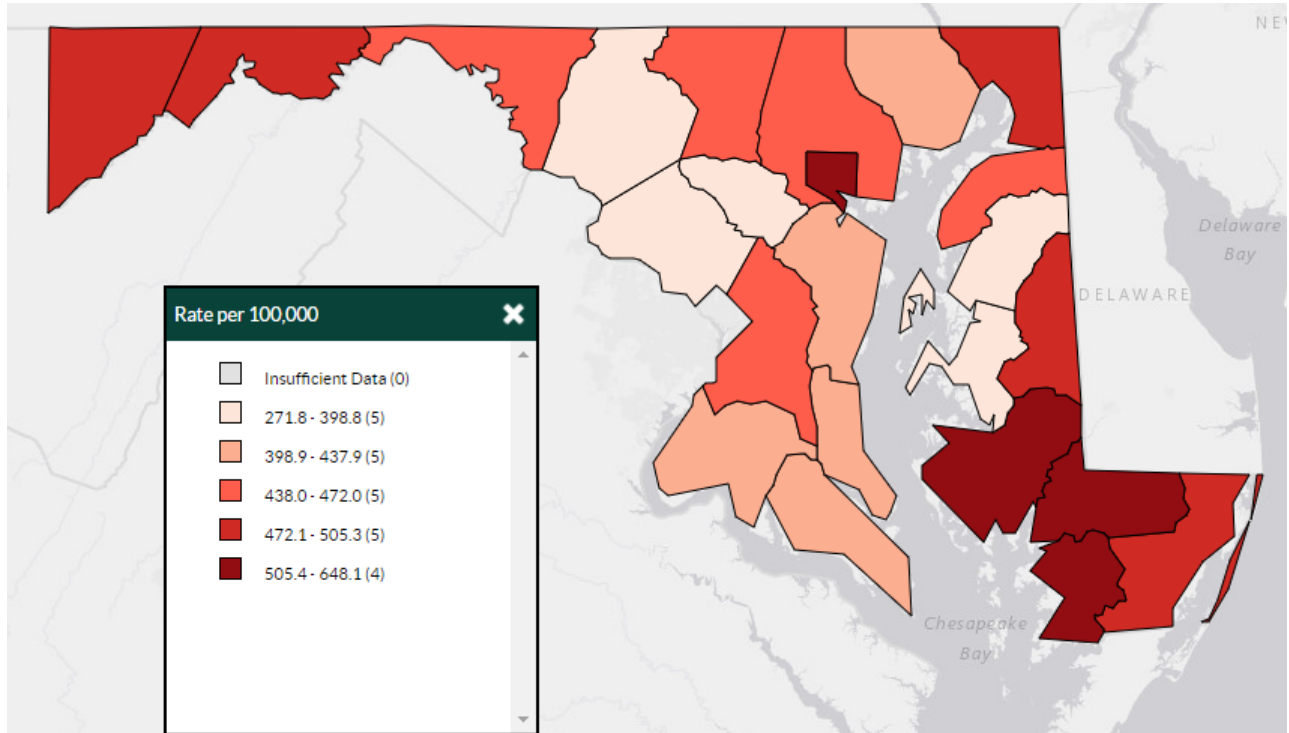 NEW
Delaware
Bay
DELAWARE
Rate per 100,000
Insufficient Data (0)
271.8 - 398.8 (5)
398.9 - 437.9 (5)
438.0 - 472.0 (5)
472.1 - 505.3 (5)
505.4 - 648.1 (4)
Chesapeake
Bay